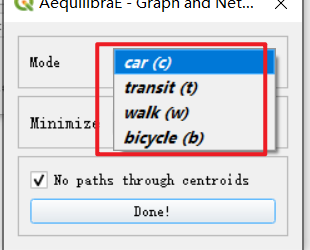 AequilibraE - Graph and Net...
Mode
car (c)
transit (t)
walk (w)
Minimize
bicycle (b)
No paths through centroids
Done!